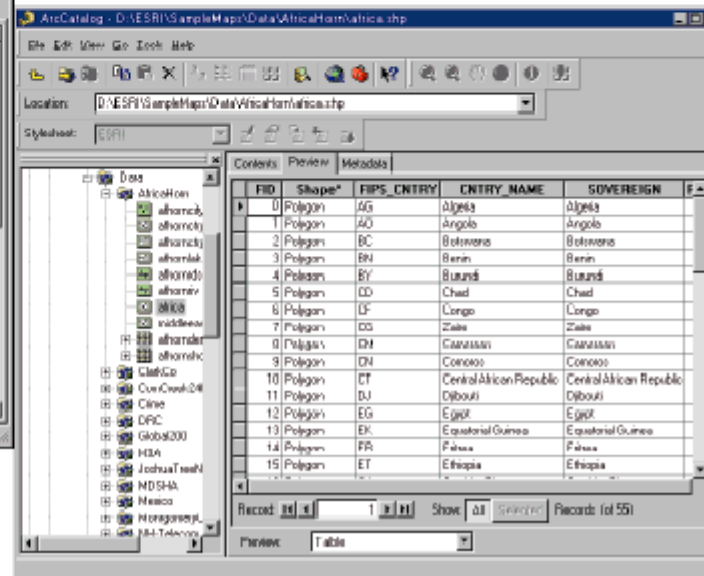 ArcCatalog - D:\ESRI\SampleMaps\Data\AfricaHorn\africa.shp
File Edit View Go Tools Help
Location: D:\ESRI\SampleMaps\Data\AfricaHorn\africa.shp
Stylesheet: ESRI
Contents Preview Metadata
Data
AfricaHorn
africa
ClarkCo
Crime
DRC
Global200
MDSHA
Mexico
FID Shape* FIPS_CNTRY CNTRY_NAME SOVEREIGN F
0 Polygon AG Algeria Algeria
1 Polygon AO Angola Angola
2 Polygon BC Botswana Botswana
3 Polygon BN Benin Benin
4 Polygon BY Burundi Burundi
5 Polygon CD Chad Chad
6 Polygon CF Congo Congo
7 Polygon CG Zaire Zaire
8 Polygon CM Cameroon Cameroon
9 Polygon CN Comoros Comoros
10 Polygon CT Central African Republic Central African Republic
11 Polygon DJ Djibouti Djibouti
12 Polygon EG Egypt Egypt
13 Polygon EK Equatorial Guinea Equatorial Guinea
14 Polygon ER Eritrea Eritrea
15 Polygon ET Ethiopia Ethiopia
Record: 1 Show: All Selected Records (of 55)
Preview: Table